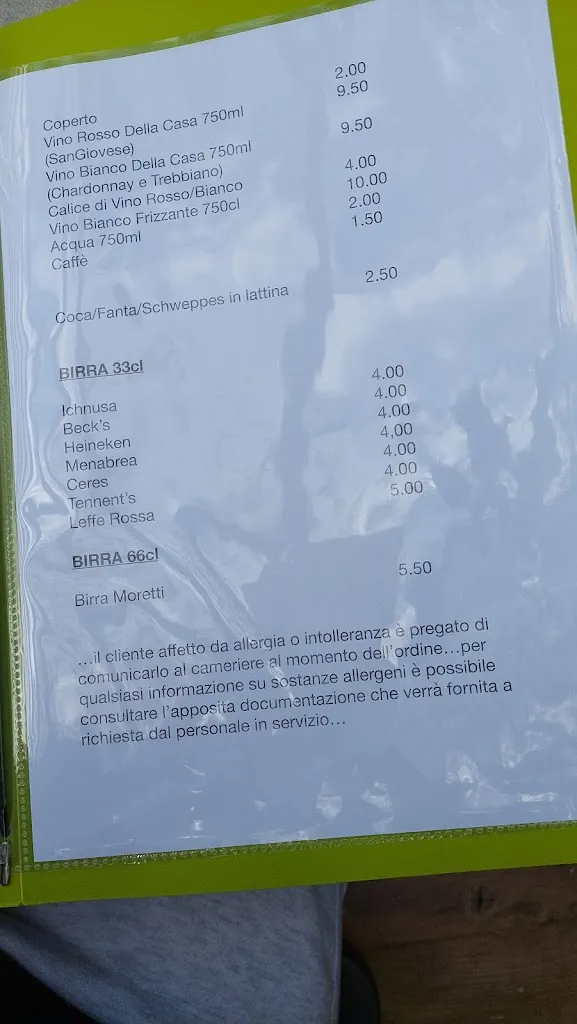 Coperto 2.00
Vino Rosso Della Casa 750ml 9.50
(SanGiovese)
Vino Bianco Della Casa 750ml 9.50
(Chardonnay e Trebbiano)
Calice di Vino Rosso/Bianco 4.00
Vino Bianco Frizzante 750cl 10.00
Acqua 750ml 2.00
Caffè 1.50
Coca/Fanta/Schweppes in lattina 2.50
BIRRA 33cl
Ichnusa 4.00
Beck's 4.00
Heineken 4.00
Menabrea 4,00
Ceres 4.00
Tennent's 4.00
Leffe Rossa 5.00
BIRRA 66cl
Birra Moretti 5.50
...il cliente affetto da allergia o intolleranza è pregato di
comunicarlo al cameriere al momento dell'ordine...per
qualsiasi informazione su sostanze allergeni è possibile
consultare l'apposita documentazione che verrà fornita a
richiesta dal personale in servizio...